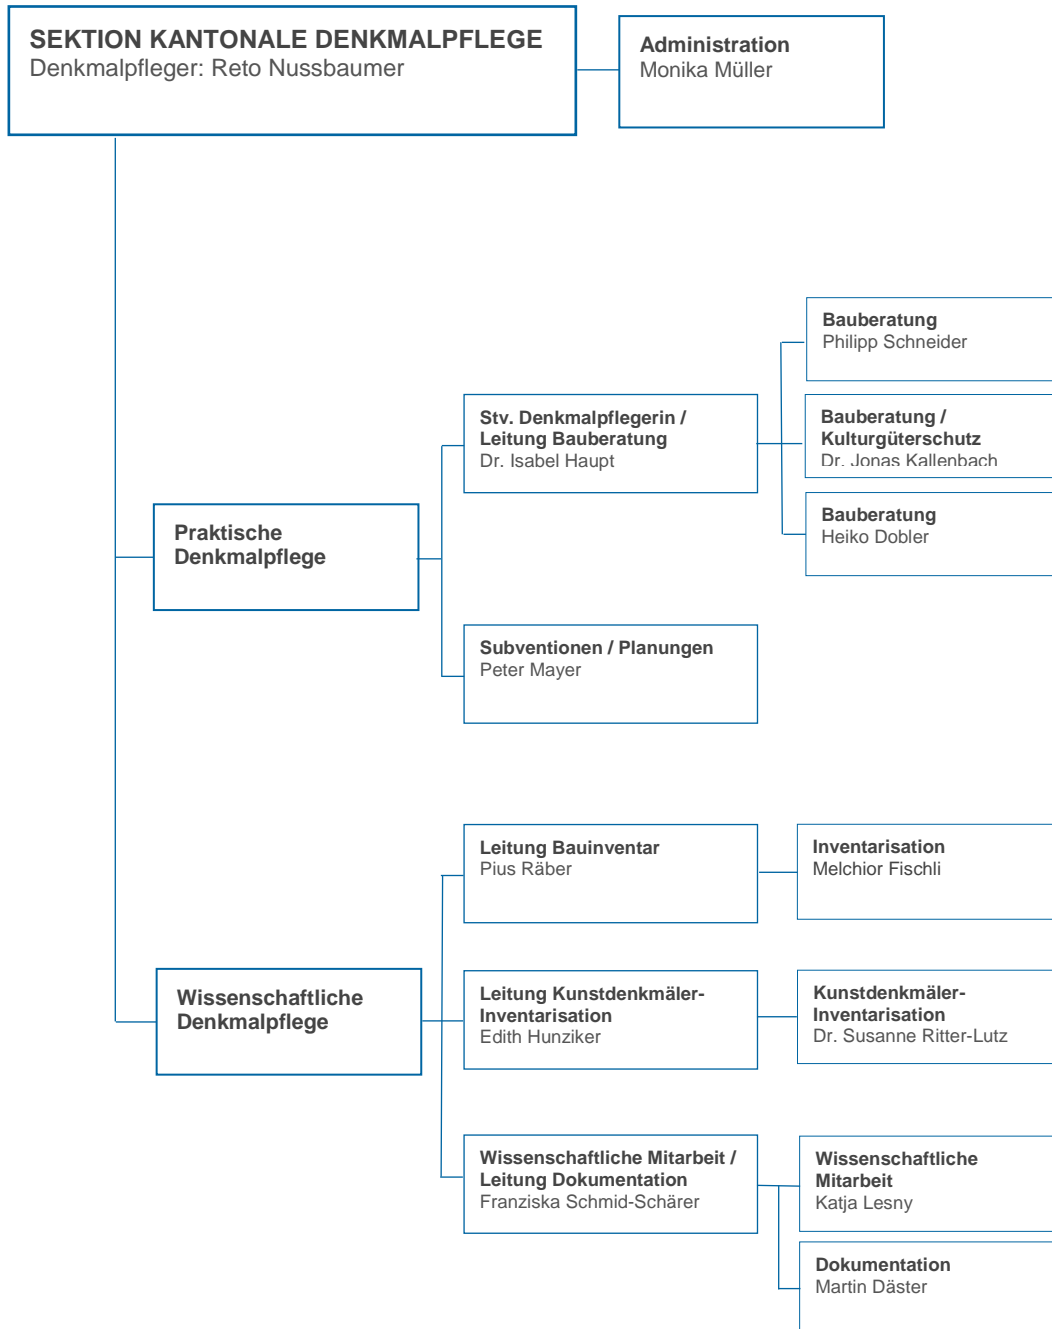 SEKTION KANTONALE DENKMALPFLEGE
Denkmalpfleger: Reto Nussbaumer
Administration
Monika Müller
Bauberatung
Philipp Schneider
Stv. Denkmalpflegerin /
Leitung Bauberatung
Dr. Isabel Haupt
Bauberatung /
Kulturgüterschutz
Dr. Jonas Kallenbach
Bauberatung
Heiko Dobler
Praktische
Denkmalpflege
Subventionen / Planungen
Peter Mayer
Leitung Bauinventar
Pius Räber
Inventarisation
Melchior Fischli
Wissenschaftliche
Denkmalpflege
Leitung Kunstdenkmäler-
Inventarisation
Edith Hunziker
Kunstdenkmäler-
Inventarisation
Dr. Susanne Ritter-Lutz
Wissenschaftliche Mitarbeit /
Leitung Dokumentation
Franziska Schmid-Schärer
Wissenschaftliche
Mitarbeit
Katja Lesny
Dokumentation
Martin Däster